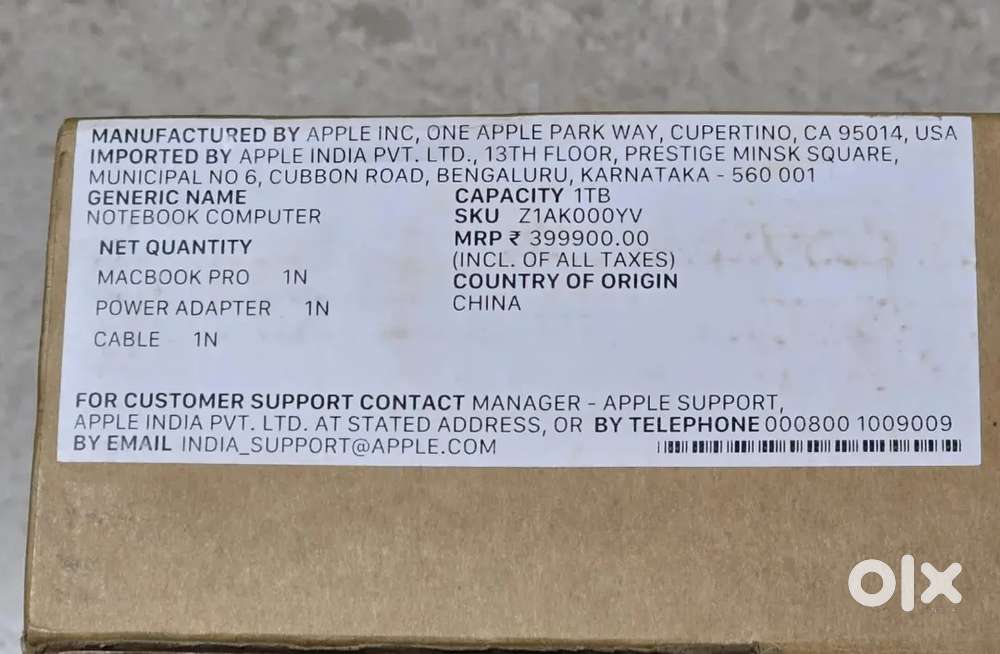 MANUFACTURED BY APPLE INC, ONE APPLE PARK WAY, CUPERTINO, CA 95014, USA
IMPORTED BY APPLE INDIA PVT. LTD., 13TH FLOOR, PRESTIGE MINSK SQUARE,
MUNICIPAL NO 6, CUBBON ROAD, BENGALURU, KARNATAKA - 560 001
GENERIC NAME
NOTEBOOK COMPUTER
NET QUANTITY
MACBOOK PRO 1N
POWER ADAPTER 1N
CABLE 1N
CAPACITY 1TB
SKU Z1AK000YV
MRP ₹ 399900.00
(INCL. OF ALL TAXES)
COUNTRY OF ORIGIN
CHINA
FOR CUSTOMER SUPPORT CONTACT MANAGER - APPLE SUPPORT,
APPLE INDIA PVT. LTD. AT STATED ADDRESS, OR BY TELEPHONE 000800 1009009
BY EMAIL INDIA_SUPPORT@APPLE.COM
olx